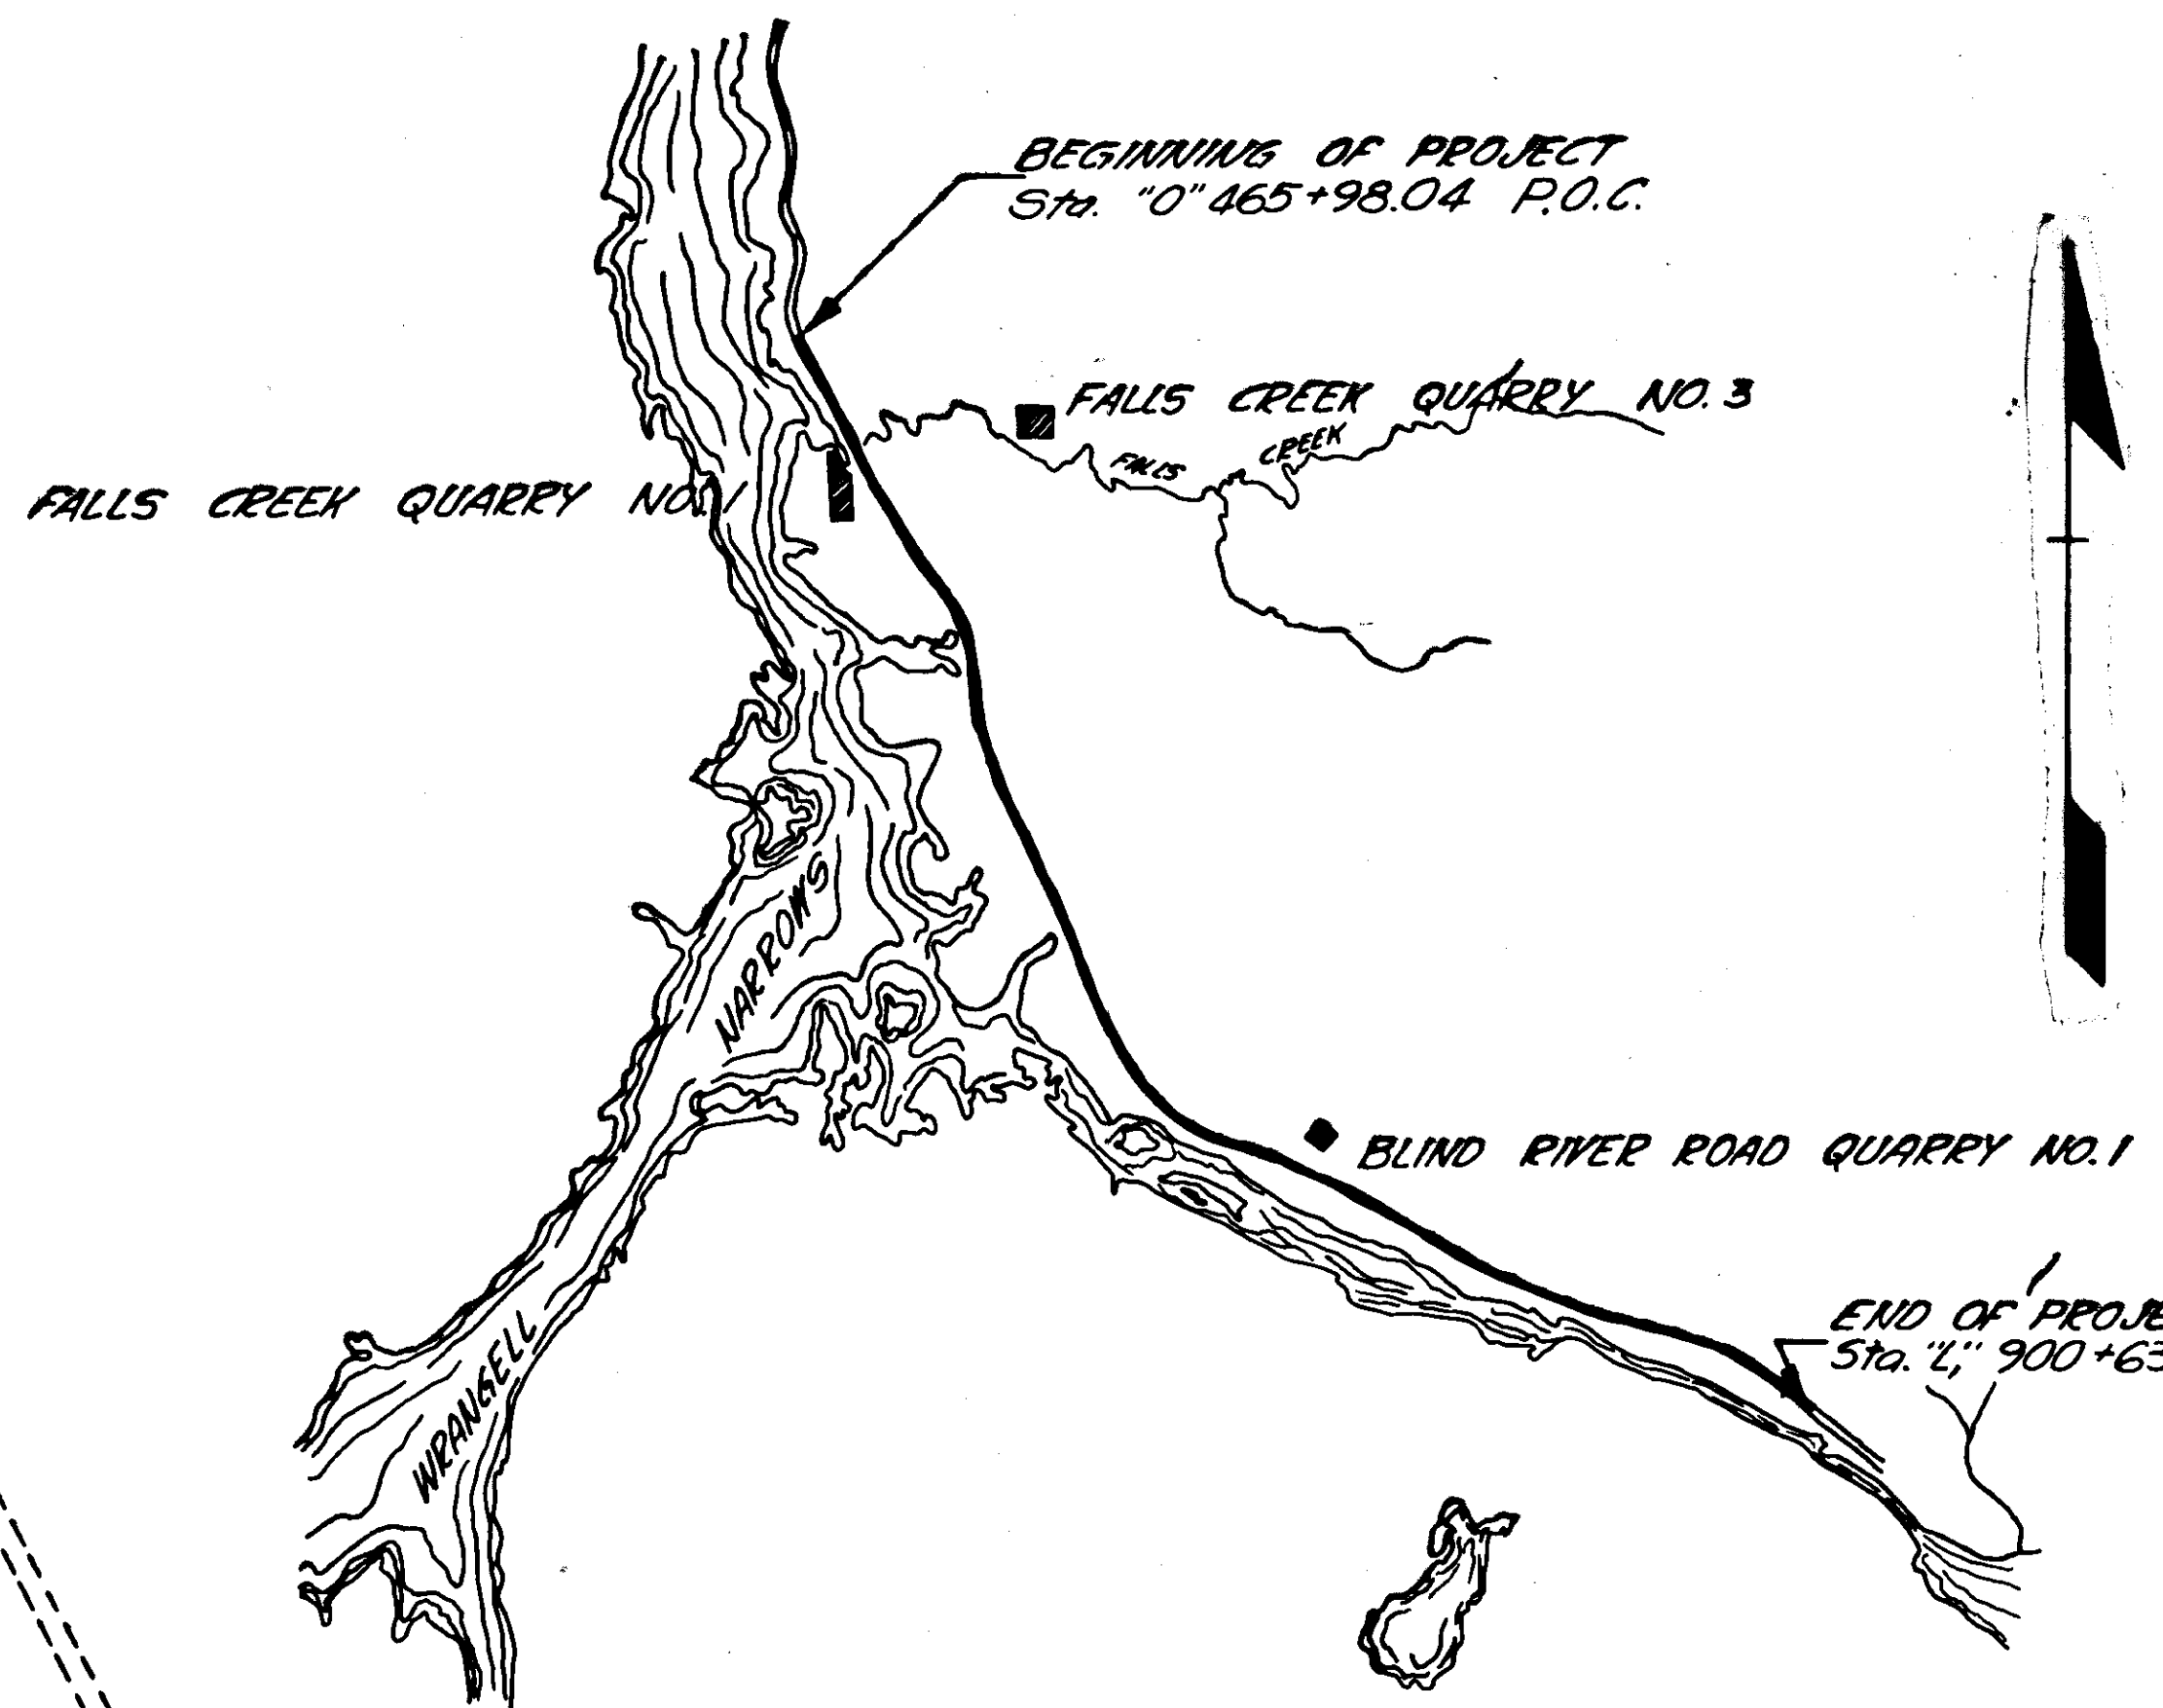 BEGINNING OF PROJECT
Sta. "O" 465+98.04 P.O.C.
FALLS CREEK QUARRY NO. 3
FALLS CREEK
FALLS CREEK QUARRY NO. 1
NARROWS
BLIND RIVER ROAD QUARRY NO. 1
END OF PROJE
Sta. "L," 900+63
WRANGELL